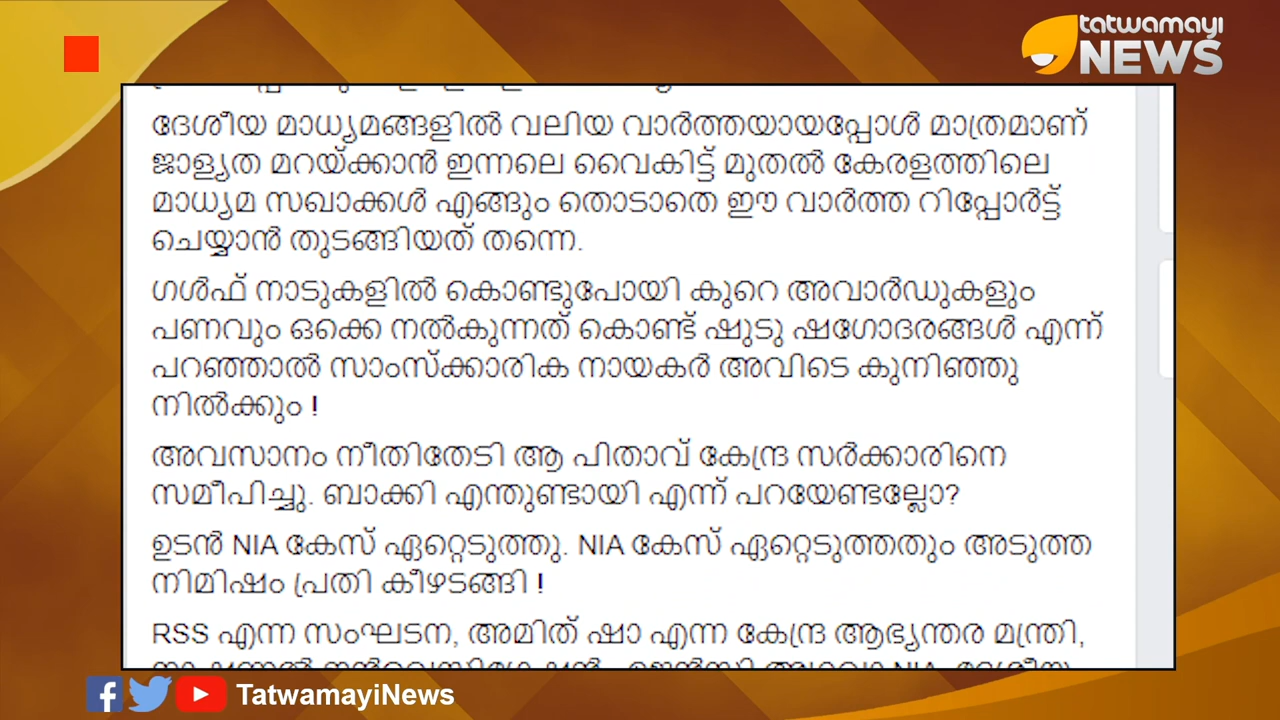 tatwamayi
NEWS
ദേശീയ മാധ്യമങ്ങളിൽ വലിയ വാർത്തയായപ്പോൾ മാത്രമാണ്
ജാള്യത മറയ്ക്കാൻ ഇന്നലെ വൈകിട്ട് മുതൽ കേരളത്തിലെ
മാധ്യമ സഖാക്കൾ എങ്ങും തൊടാതെ ഈ വാർത്ത റിപ്പോർട്ട്
ചെയ്യാൻ തുടങ്ങിയത് തന്നെ.
ഗൾഫ് നാടുകളിൽ കൊണ്ടുപോയി കുറെ അവാർഡുകളും
പണവും ഒക്കെ നൽകുന്നത് കൊണ്ട് ഷുടു ഷഗോദരങ്ങൾ എന്ന്
പറഞ്ഞാൽ സാംസ്ക്കാരിക നായകർ അവിടെ കുനിഞ്ഞു
നിൽക്കും !
അവസാനം നീതിതേടി ആ പിതാവ് കേന്ദ്ര സർക്കാരിനെ
സമീപിച്ചു. ബാക്കി എന്തുണ്ടായി എന്ന് പറയേണ്ടല്ലോ?
ഉടൻ NIA കേസ് ഏറ്റെടുത്തു. NIA കേസ് ഏറ്റെടുത്തതും അടുത്ത
നിമിഷം പ്രതി കീഴടങ്ങി !
RSS എന്ന സംഘടന, അമിത് ഷാ എന്ന കേന്ദ്ര ആഭ്യന്തര മന്ത്രി,
TatwamayiNews